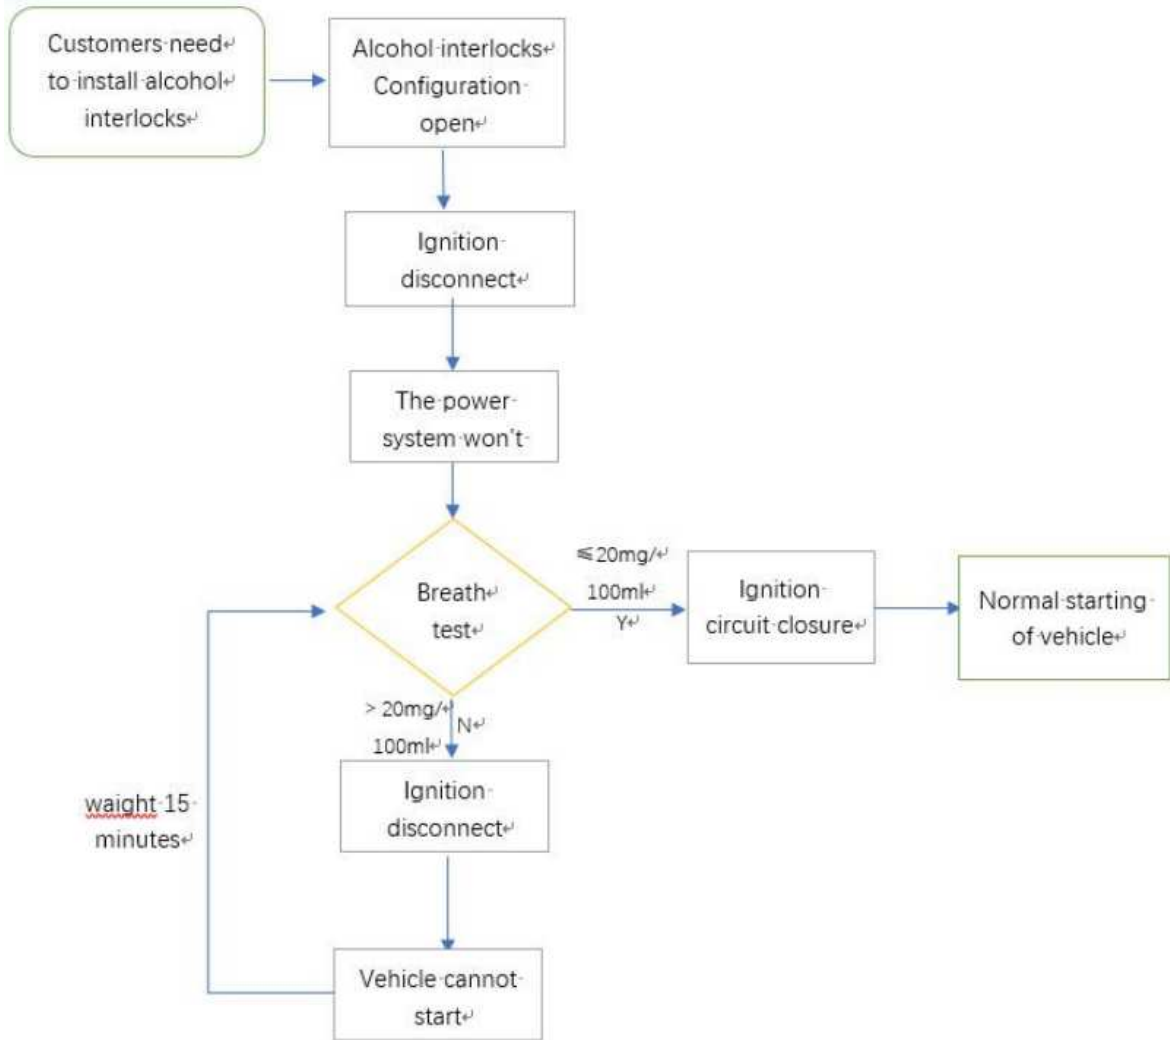 Customers need
to install alcohol
interlocks
Alcohol interlocks
Configuration
open
Ignition
disconnect
The power
system won't
Breath
test
≤20mg/
100ml
Y
Ignition
circuit closure
Normal starting
of vehicle
> 20mg/
N
100ml
Ignition
disconnect
waight 15
minutes
Vehicle cannot
start